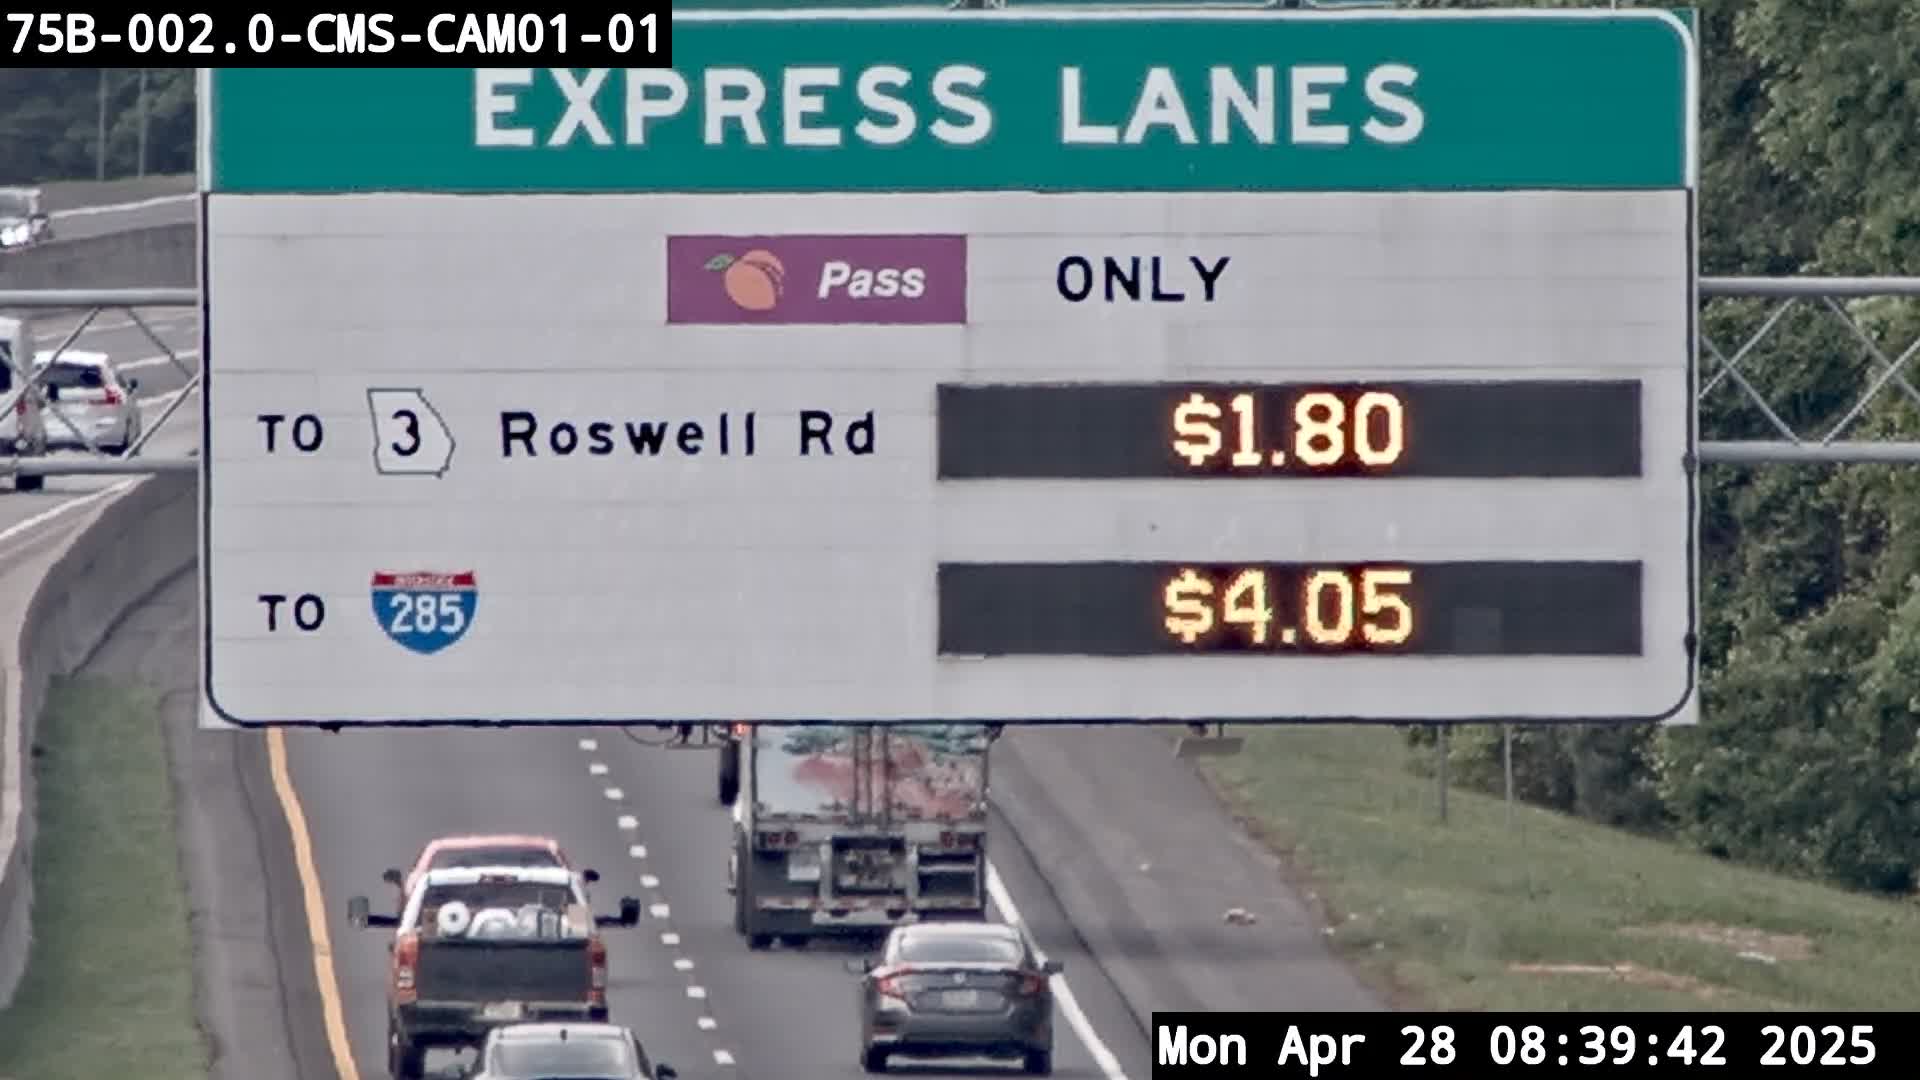 75B-002.0-CMS-CAM01-01
EXPRESS LANES
Pass ONLY
TO 3 Roswell Rd $1.80
INTERSTATE
TO 285 $4.05
Mon Apr 28 08:39:42 2025